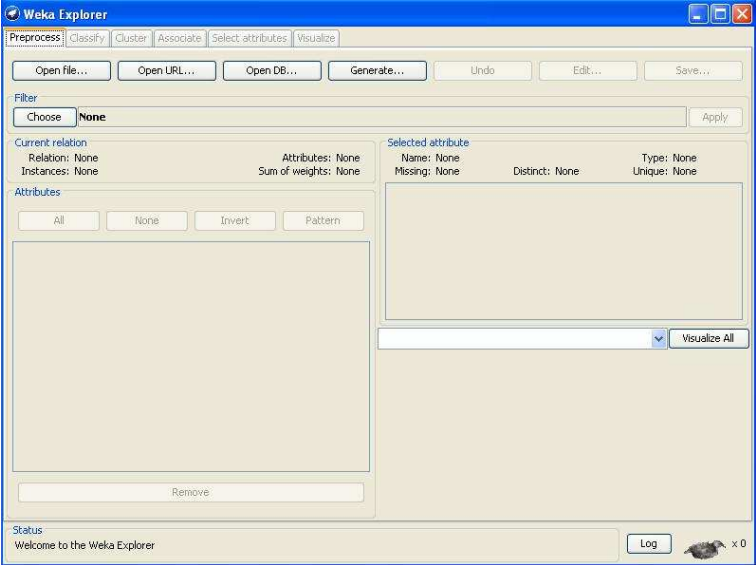 Weka Explorer
Preprocess Classify Cluster Associate Select attributes Visualize
Open file... Open URL... Open DB... Generate... Undo Edit... Save...
Filter
Choose None Apply
Current relation
Relation: None Attributes: None
Instances: None Sum of weights: None
Selected attribute
Name: None Type: None
Missing: None Distinct: None Unique: None
Attributes
All None Invert Pattern
Visualize All
Remove
Status
Welcome to the Weka Explorer
Log x 0